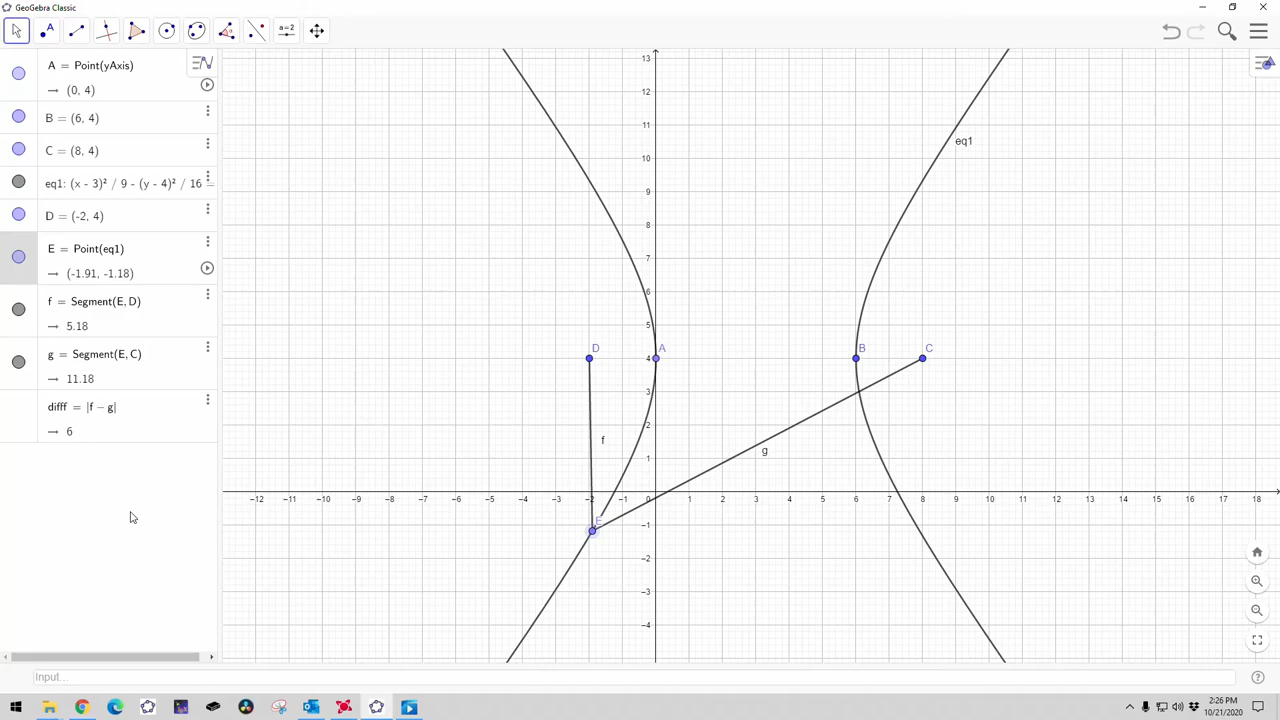 GeoGebra Classic
a=2
A = Point(yAxis)
→ (0, 4)
B = (6, 4)
C = (8, 4)
eq1: (x - 3)² / 9 - (y - 4)² / 16 =
D = (-2, 4)
E = Point(eq1)
→ (-1.91, -1.18)
f = Segment(E, D)
→ 5.18
g = Segment(E, C)
→ 11.18
difff = |f − g|
→ 6
13
12
11
eq1
10
9
8
7
6
5
D A B C
4
3
2
f
g
1
−12 −11 −10 −9 −8 −7 −6 −5 −4 −3 −2 −1 0 1 2 3 4 5 6 7 8 9 10 11 12 13 14 15 16 17 18
E
−1
−2
−3
−4
Input...
2:26 PM
10/21/2020